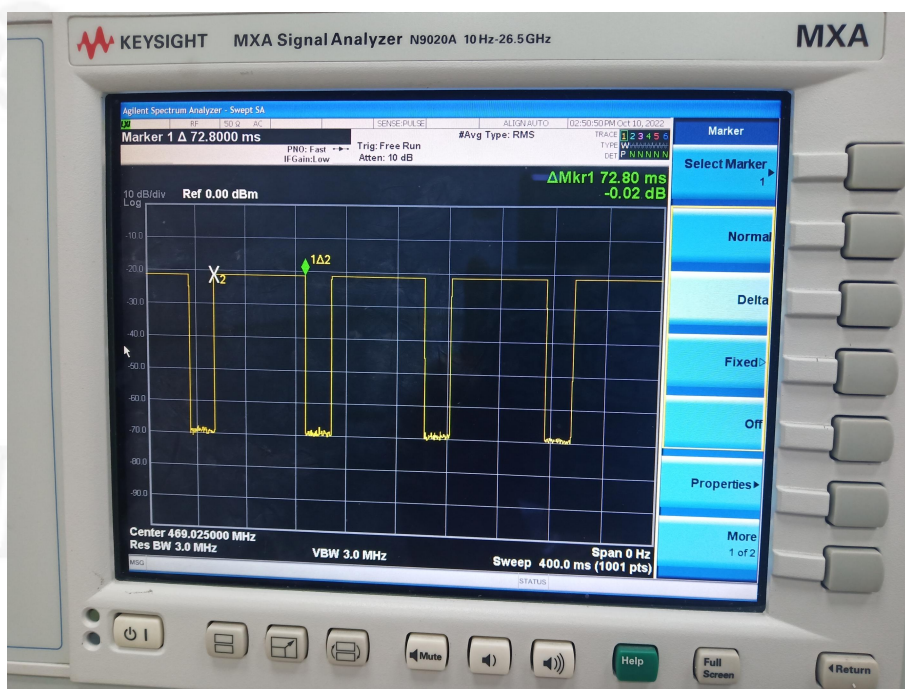 KEYSIGHT MXA Signal Analyzer N9020A 10 Hz-26.5 GHz
MXA
Agilent Spectrum Analyzer - Swept SA
RF 50 Ω AC SENSE:PULSE ALIGN AUTO 02:50:50 PM Oct 10, 2022
Marker 1 Δ 72.8000 ms
PNO: Fast
IFGain:Low
Trig: Free Run
Atten: 10 dB
#Avg Type: RMS
TRACE 1 2 3 4 5 6
TYPE W
DET P N N N N N
ΔMkr1 72.80 ms
-0.02 dB
10 dB/div Ref 0.00 dBm
Log
-10.0
-20.0
-30.0
-40.0
-50.0
-60.0
-70.0
-80.0
-90.0
X2
1Δ2
Center 469.025000 MHz
Span 0 Hz
Res BW 3.0 MHz
VBW 3.0 MHz
Sweep 400.0 ms (1001 pts)
MSG
STATUS
Marker
Select Marker
1
Normal
Delta
Fixed
Off
Properties
More
1 of 2
Mute
Help
Full
Screen
Return